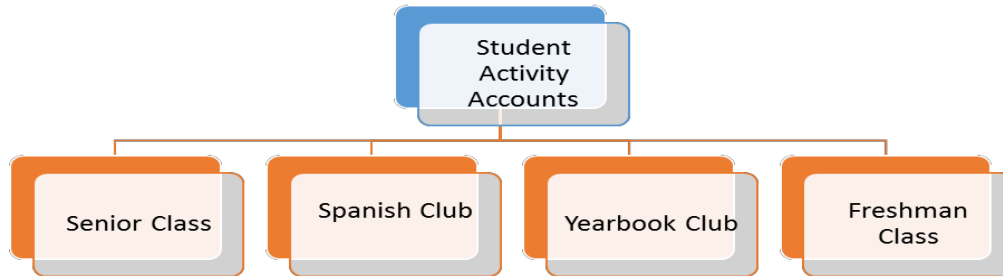 Student
Activity
Accounts
Senior Class
Spanish Club
Yearbook Club
Freshman
Class